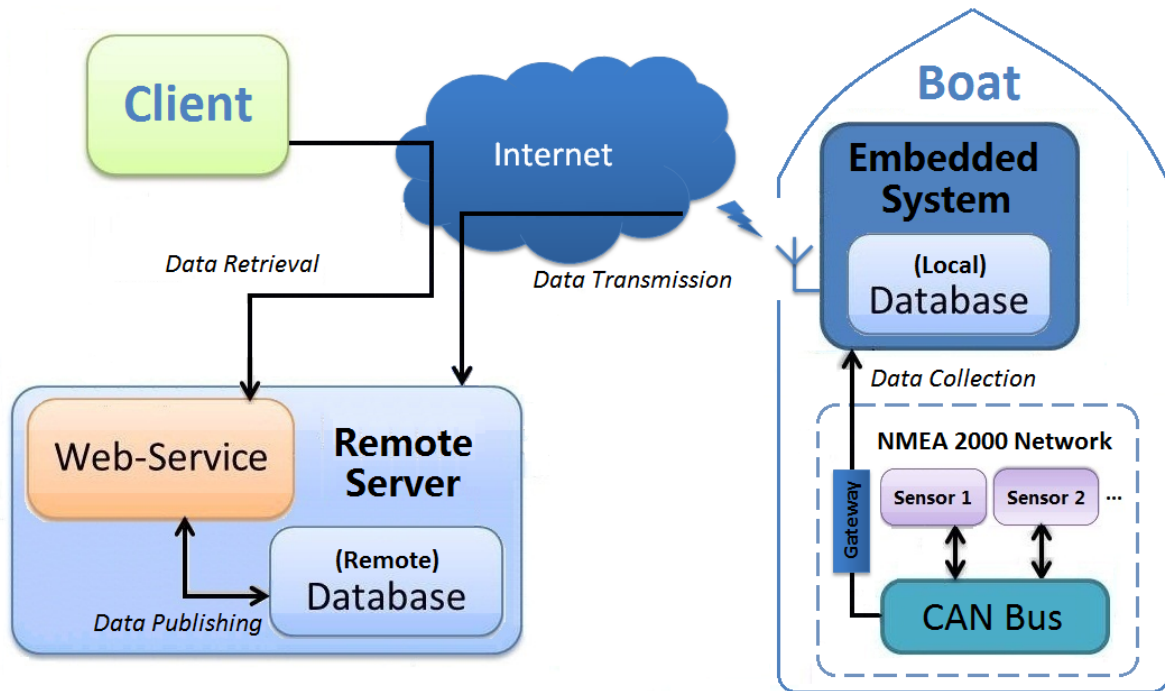 Client
Internet
Boat
Embedded
System
(Local)
Database
Data Retrieval
Data Transmission
Data Collection
Web-Service
Remote
Server
(Remote)
Database
Data Publishing
NMEA 2000 Network
Gateway
Sensor 1
Sensor 2
...
CAN Bus